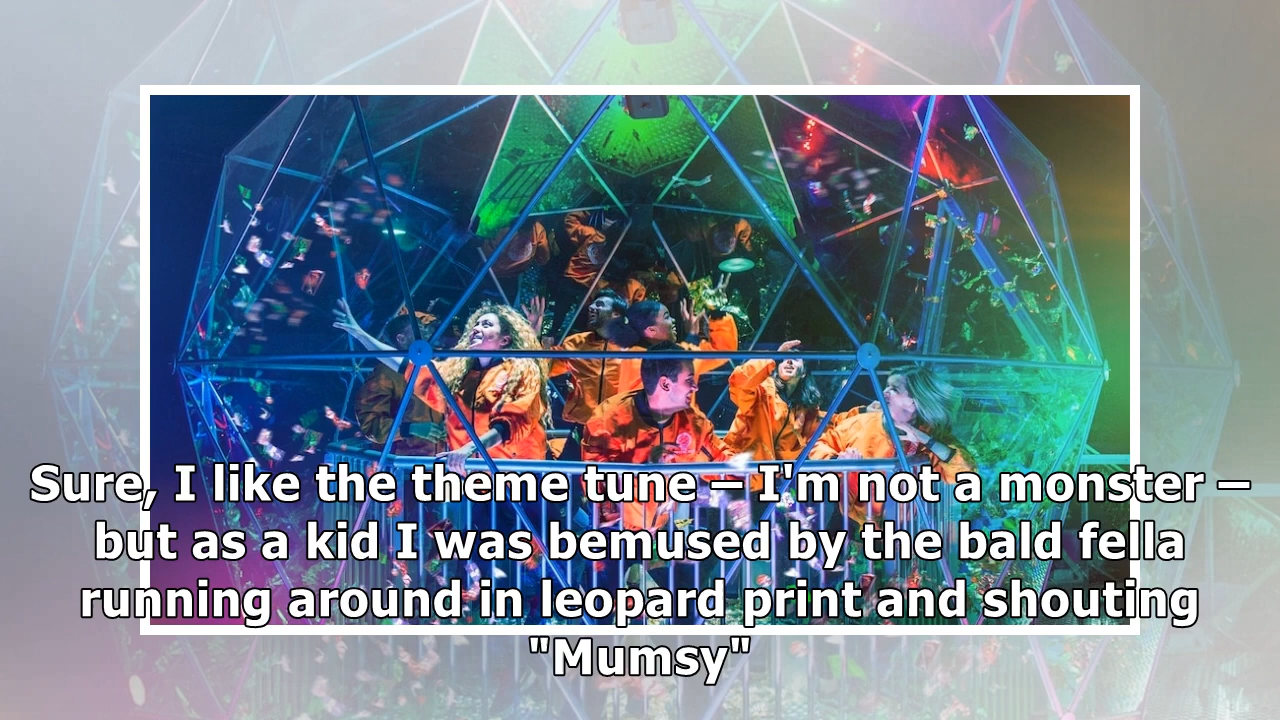 Sure, I like the theme tune – I'm not a monster –
but as a kid I was bemused by the bald fella
running around in leopard print and shouting
"Mumsy"